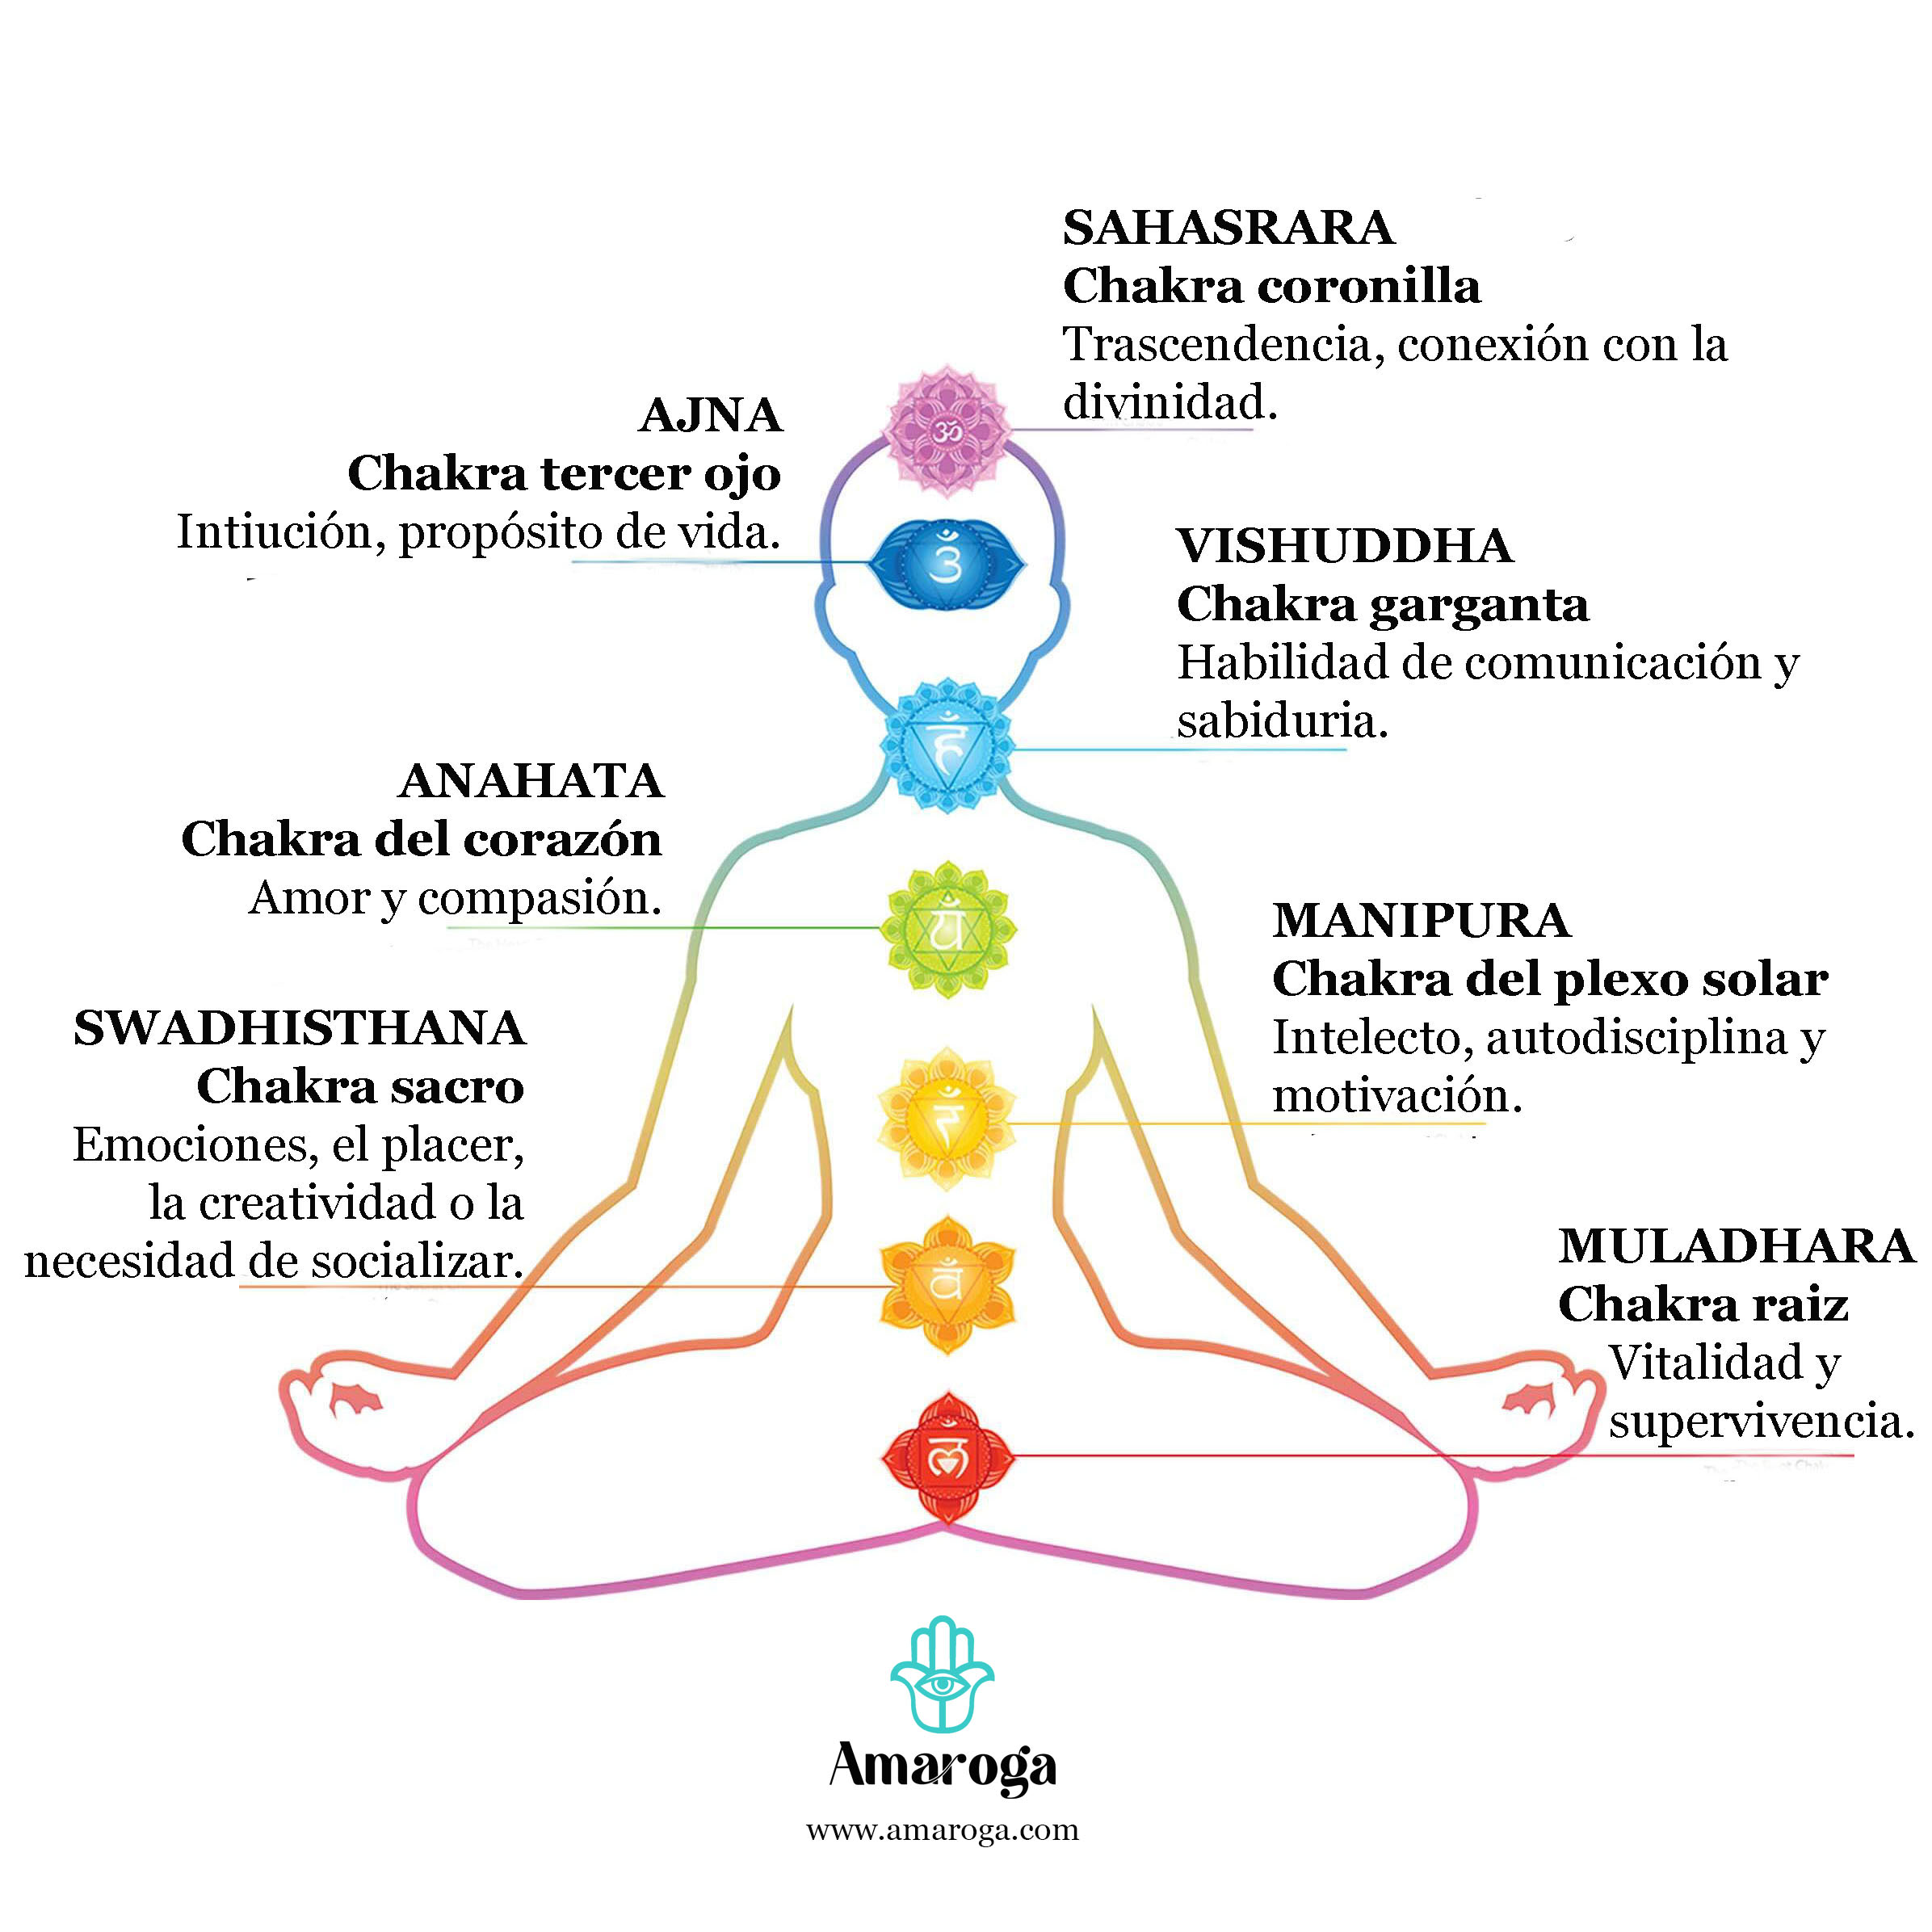 SAHASRARA
Chakra coronilla
Trascendencia, conexión con la
divinidad.
AJNA
Chakra tercer ojo
Intiución, propósito de vida.
VISHUDDHA
Chakra garganta
Habilidad de comunicación y
sabiduria.
ANAHATA
Chakra del corazón
Amor y compasión.
MANIPURA
Chakra del plexo solar
Intelecto, autodisciplina y
motivación.
SWADHISTHANA
Chakra sacro
Emociones, el placer,
la creatividad o la
necesidad de socializar.
MULADHARA
Chakra raiz
Vitalidad y
supervivencia.
ॐ
ॐ
हं
यं
रं
वं
लं
Amaroga
www.amaroga.com